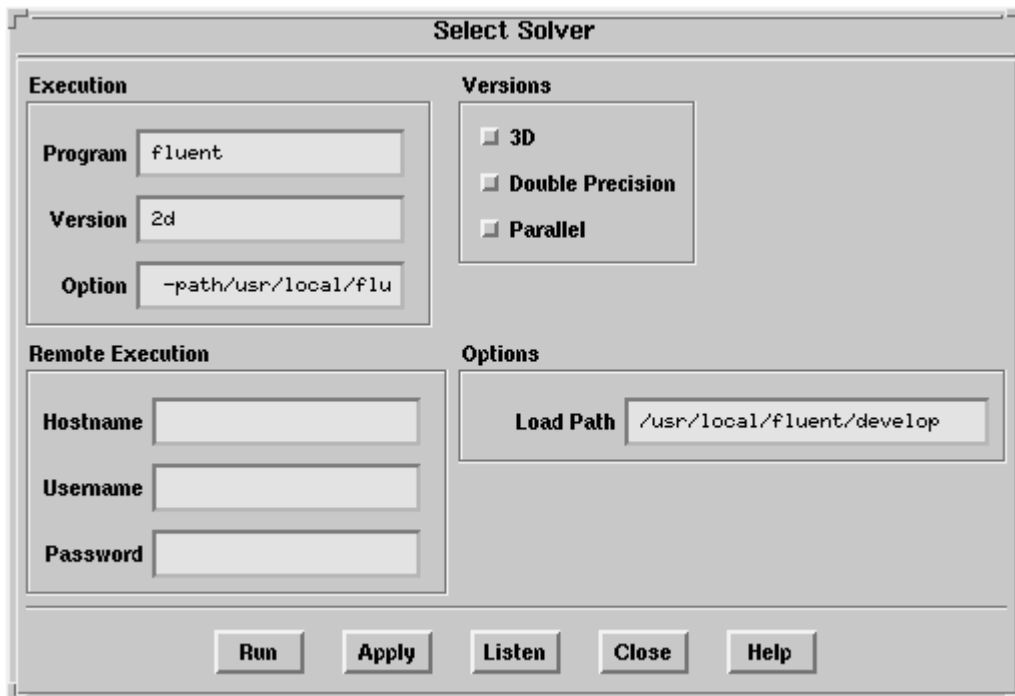 Select Solver
Execution
Program fluent
Version 2d
Option -path/usr/local/flu
Versions
3D
Double Precision
Parallel
Remote Execution
Hostname
Username
Password
Options
Load Path /usr/local/fluent/develop
Run Apply Listen Close Help